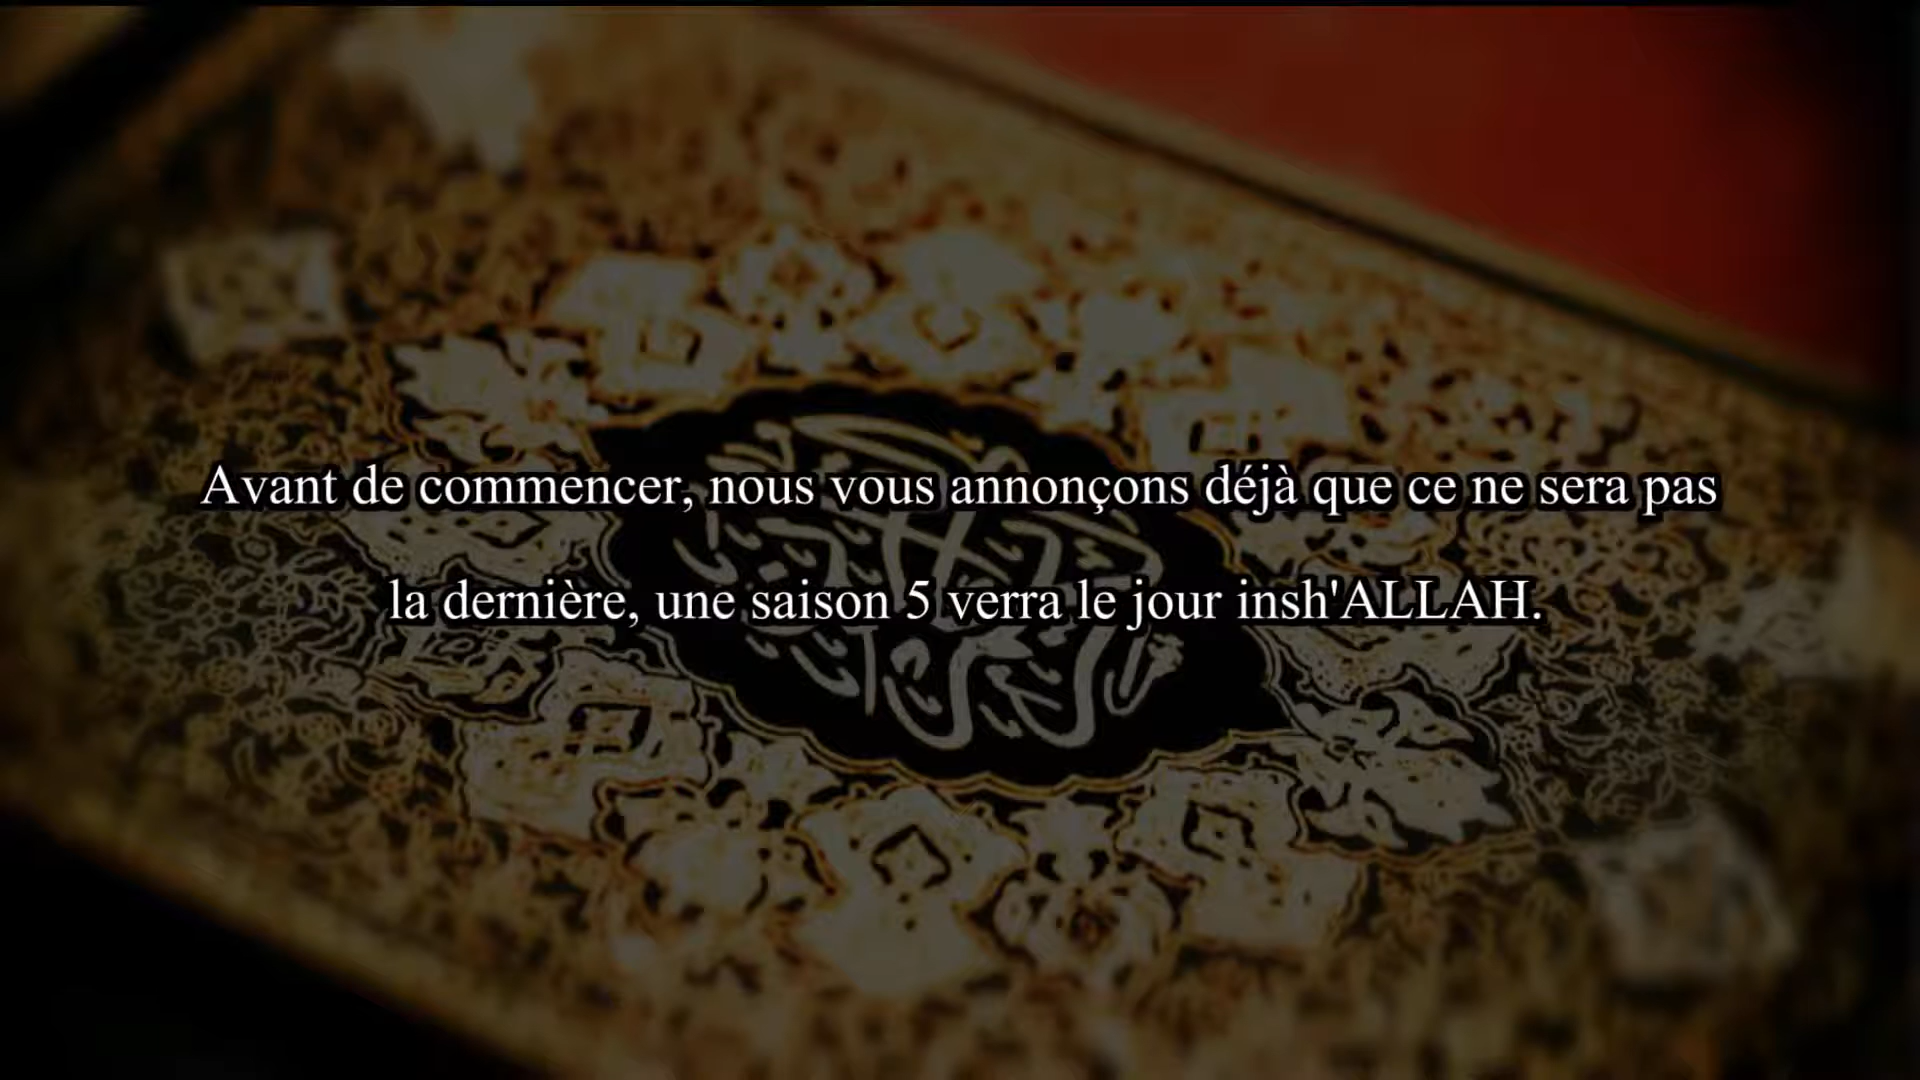 Avant de commencer, nous vous annonçons déjà que ce ne sera pas
la dernière, une saison 5 verra le jour insh'ALLAH.